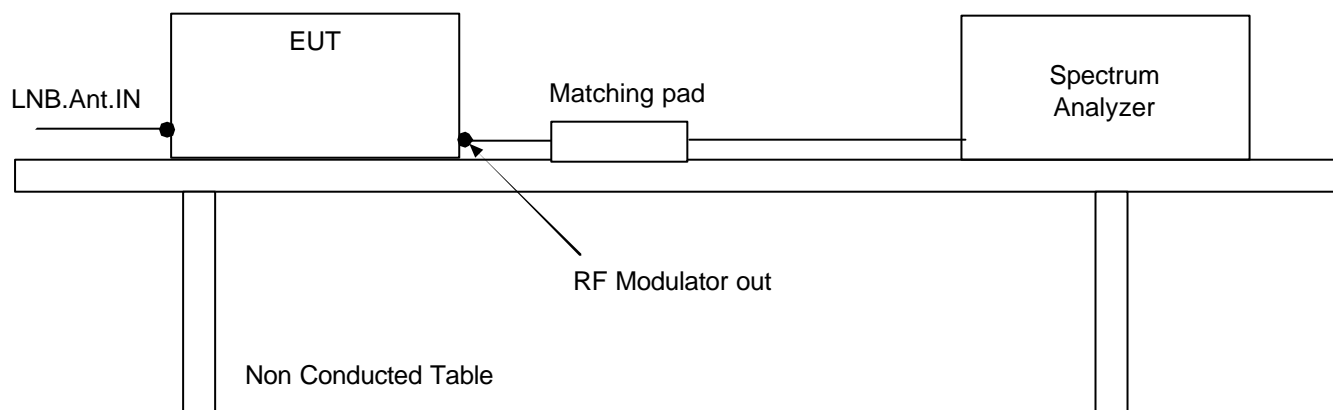 EUT
LNB.Ant.IN
Matching pad
Spectrum
Analyzer
RF Modulator out
Non Conducted Table